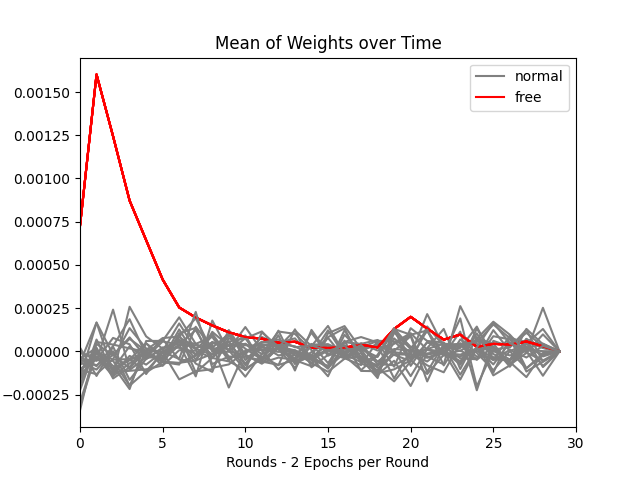 Mean of Weights over Time
normal
free
0.00150
0.00125
0.00100
0.00075
0.00050
0.00025
0.00000
−0.00025
0 5 10 15 20 25 30
Rounds - 2 Epochs per Round